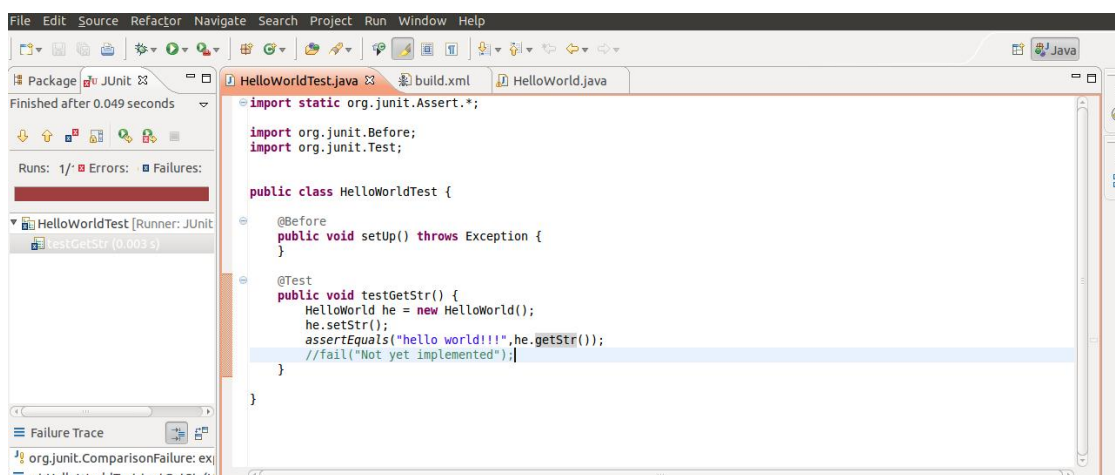 File Edit Source Refactor Navigate Search Project Run Window Help
Java
Package JUnit
HelloWorldTest.java build.xml HelloWorld.java
Finished after 0.049 seconds
Runs: 1/ Errors: Failures:
HelloWorldTest [Runner: JUnit
testGetStr (0.003 s)
Failure Trace
org.junit.ComparisonFailure: ex
import static org.junit.Assert.*;
import org.junit.Before;
import org.junit.Test;
public class HelloWorldTest {
@Before
public void setUp() throws Exception {
}
@Test
public void testGetStr() {
HelloWorld he = new HelloWorld();
he.setStr();
assertEquals("hello world!!!",he.getStr());
//fail("Not yet implemented");
}
}